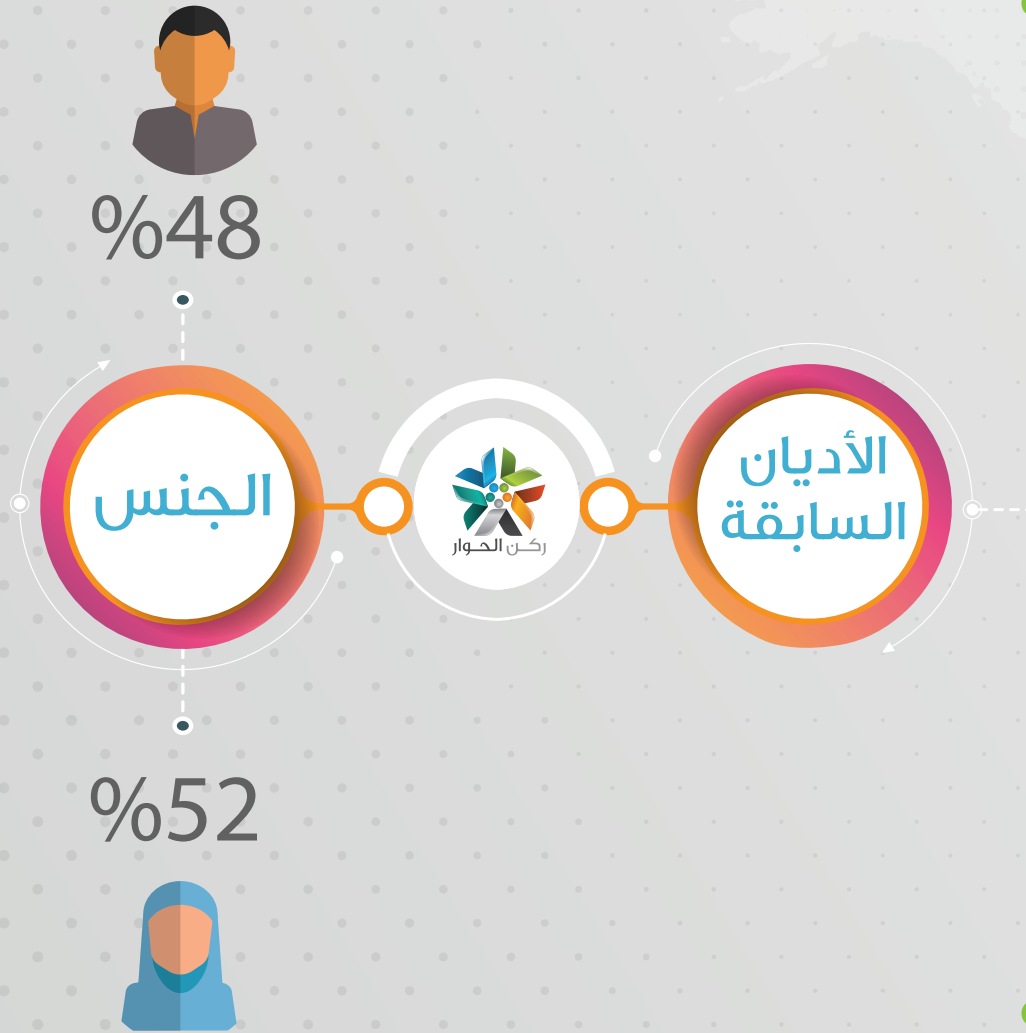 %48
الأديان
السابقة
ركن الحوار
الجنس
%52